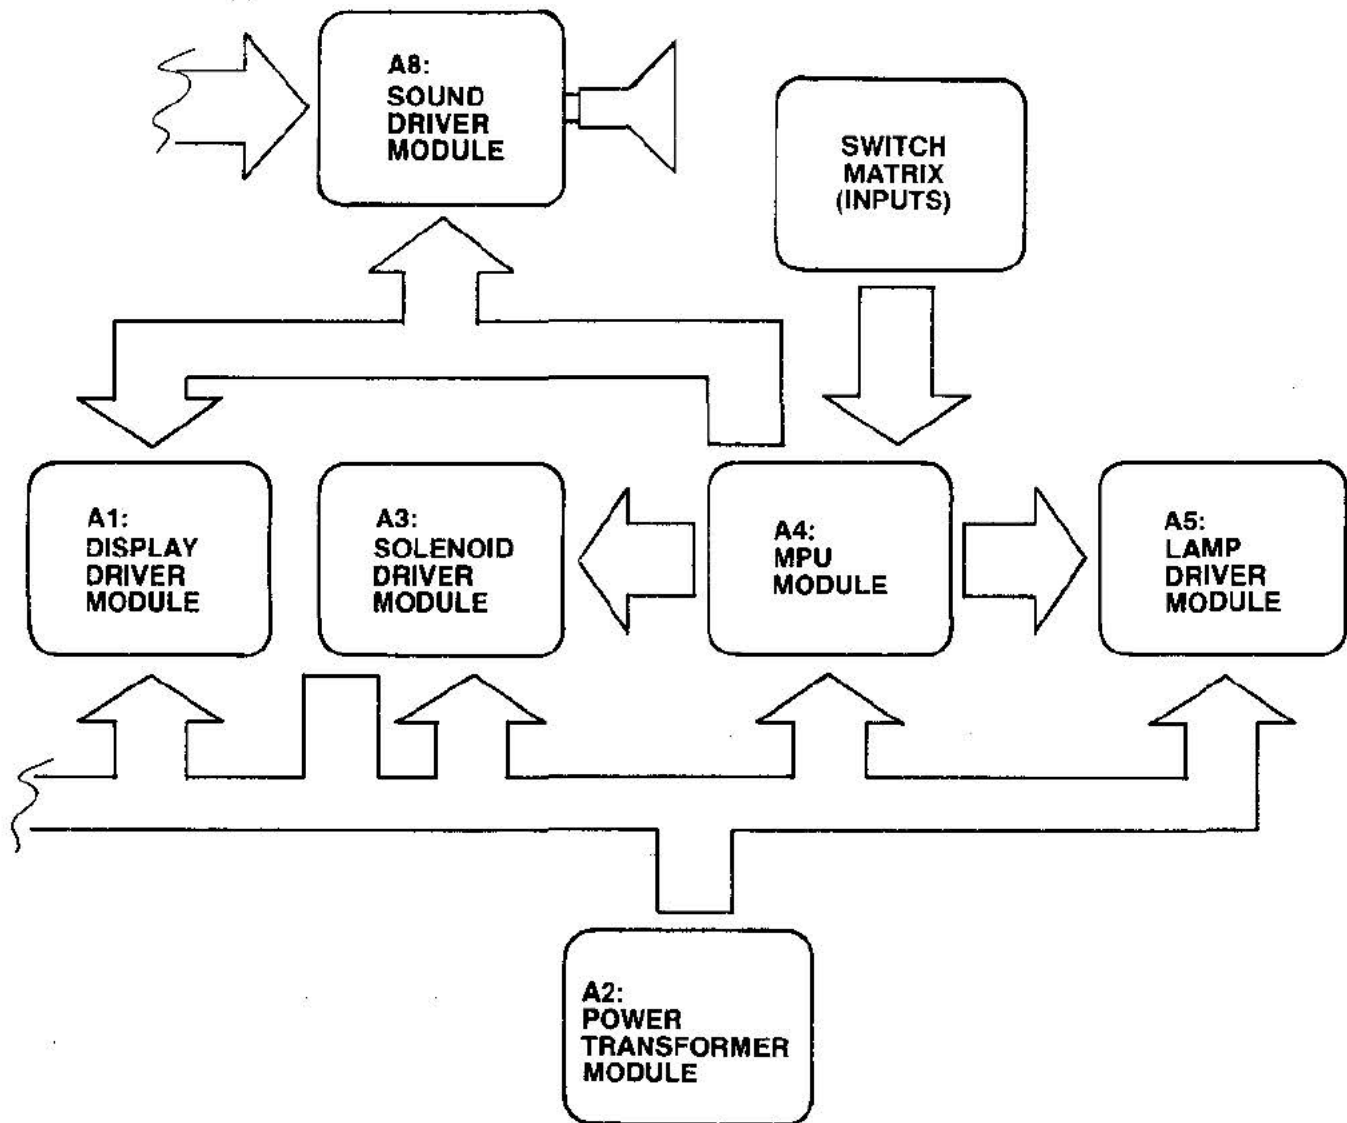 A8:
SOUND
DRIVER
MODULE
SWITCH
MATRIX
(INPUTS)
A1:
DISPLAY
DRIVER
MODULE
A3:
SOLENOID
DRIVER
MODULE
A4:
MPU
MODULE
A5:
LAMP
DRIVER
MODULE
A2:
POWER
TRANSFORMER
MODULE